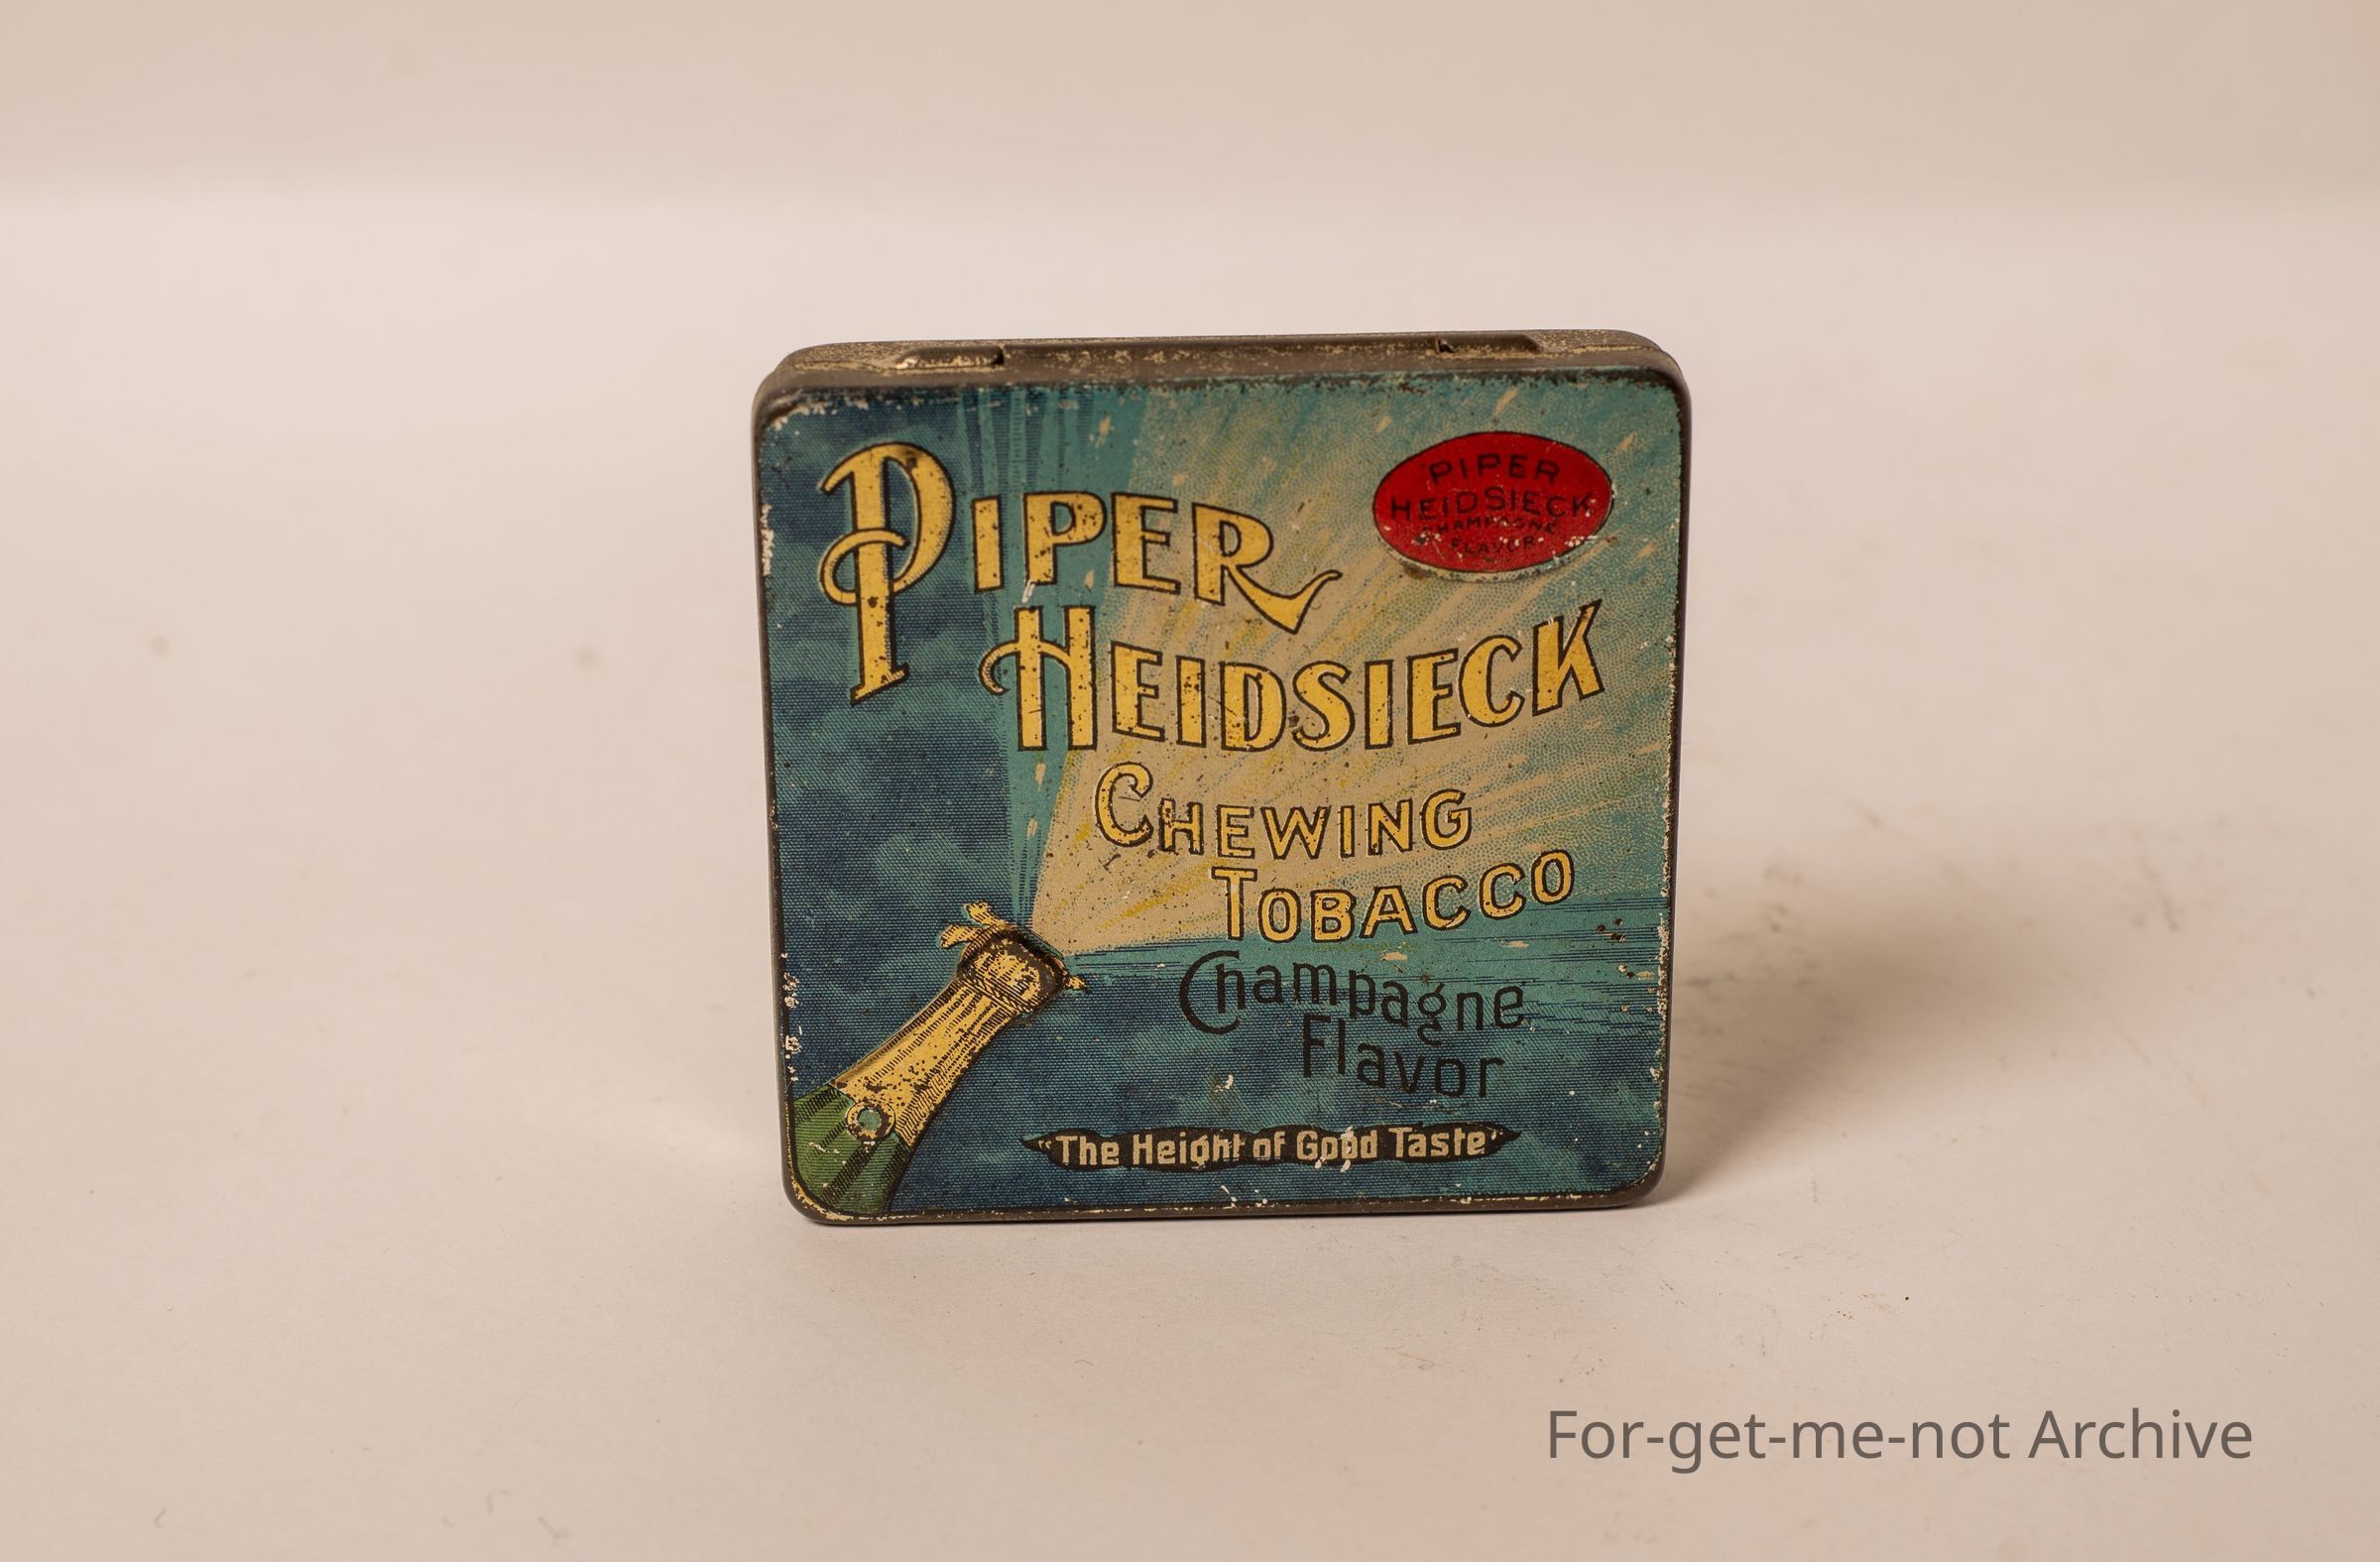 PIPER
HEIDSIECK
CHEWING
TOBACCO
Champagne
Flavor
"The Height of Good Taste"
PIPER
HEIDSIECK
CHAMPAGNE
FLAVOR
For-get-me-not Archive